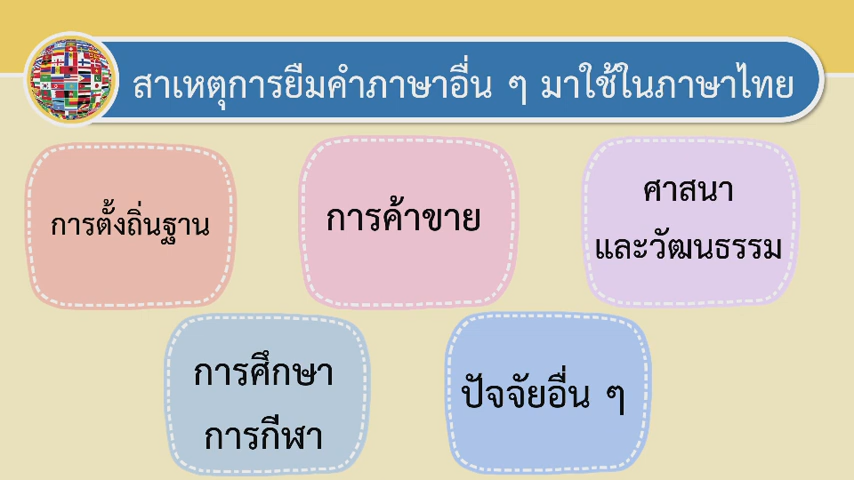 สาเหตุการยืมคำภาษาอื่น ๆ มาใช้ในภาษาไทย
การตั้งถิ่นฐาน
การค้าขาย
ศาสนา
และวัฒนธรรม
การศึกษา
การกีฬา
ปัจจัยอื่น ๆ